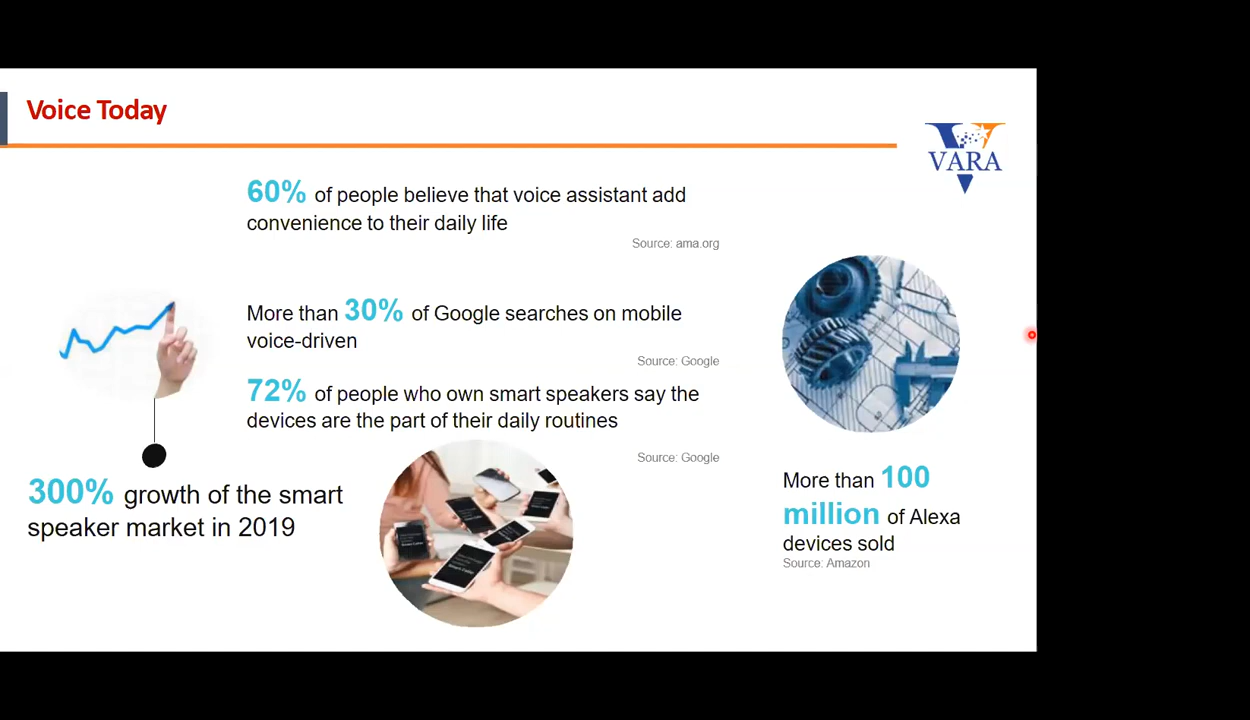 Voice Today
VARA
60% of people believe that voice assistant add
convenience to their daily life
Source: ama.org
More than 30% of Google searches on mobile
voice-driven
Source: Google
72% of people who own smart speakers say the
devices are the part of their daily routines
Source: Google
300% growth of the smart
speaker market in 2019
More than 100
million of Alexa
devices sold
Source: Amazon